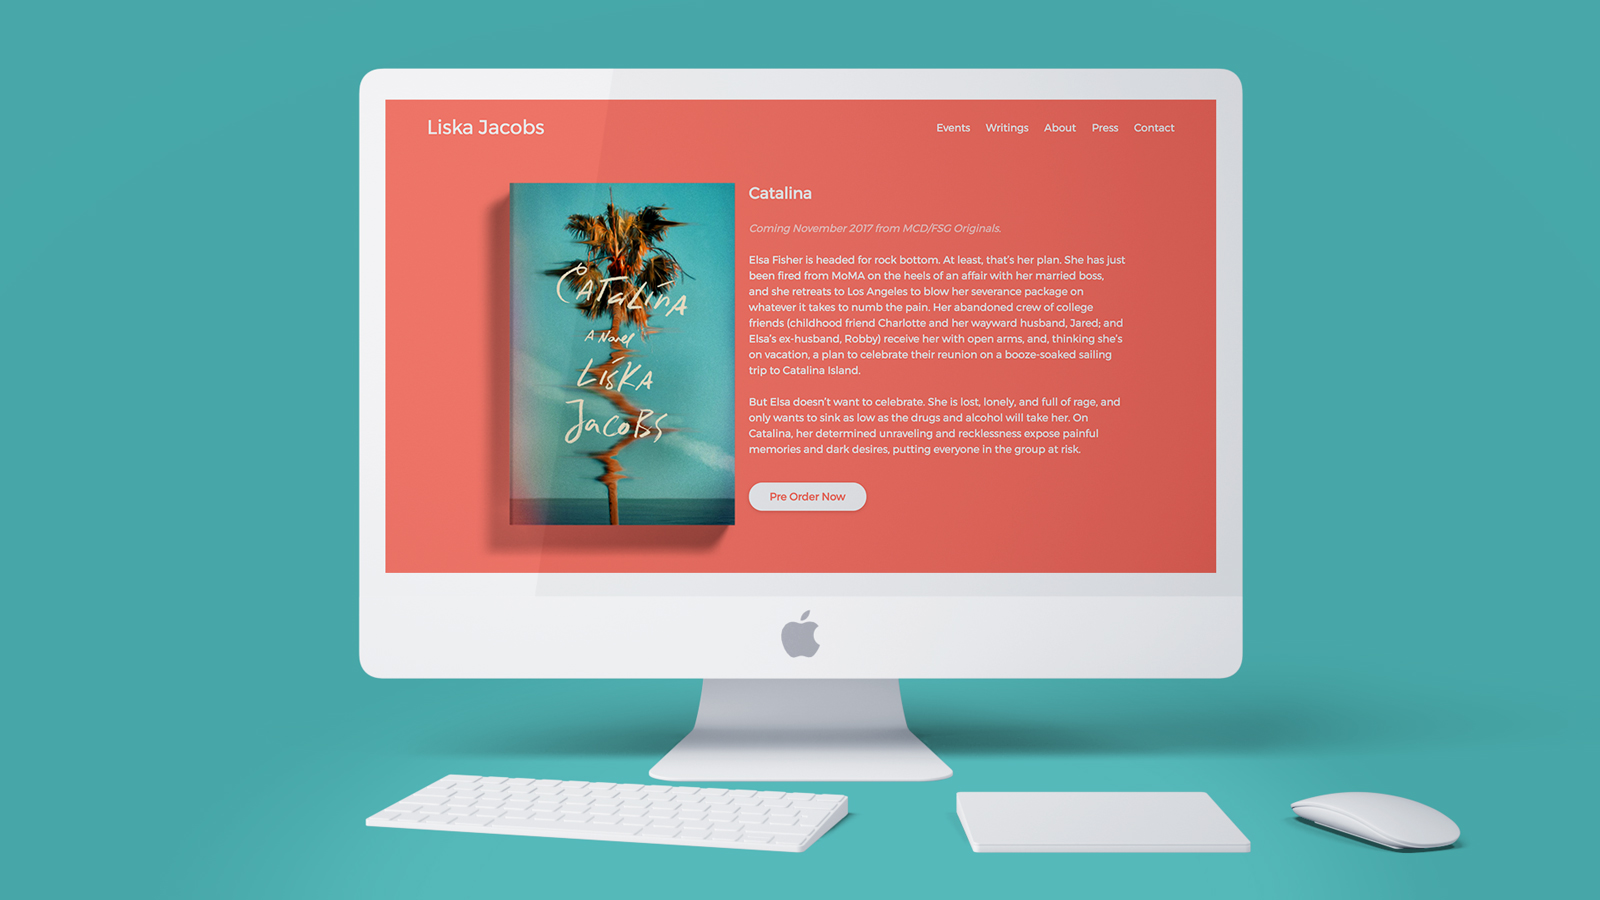 Liska Jacobs
Events Writings About Press Contact
CATALINA
A Novel
LISKA
JACOBS
Catalina
Coming November 2017 from MCD/FSG Originals.
Elsa Fisher is headed for rock bottom. At least, that's her plan. She has just
been fired from MoMA on the heels of an affair with her married boss,
and she retreats to Los Angeles to blow her severance package on
whatever it takes to numb the pain. Her abandoned crew of college
friends (childhood friend Charlotte and her wayward husband, Jared; and
Elsa's ex-husband, Robby) receive her with open arms, and, thinking she's
on vacation, a plan to celebrate their reunion on a booze-soaked sailing
trip to Catalina Island.
But Elsa doesn't want to celebrate. She is lost, lonely, and full of rage, and
only wants to sink as low as the drugs and alcohol will take her. On
Catalina, her determined unraveling and recklessness expose painful
memories and dark desires, putting everyone in the group at risk.
Pre Order Now